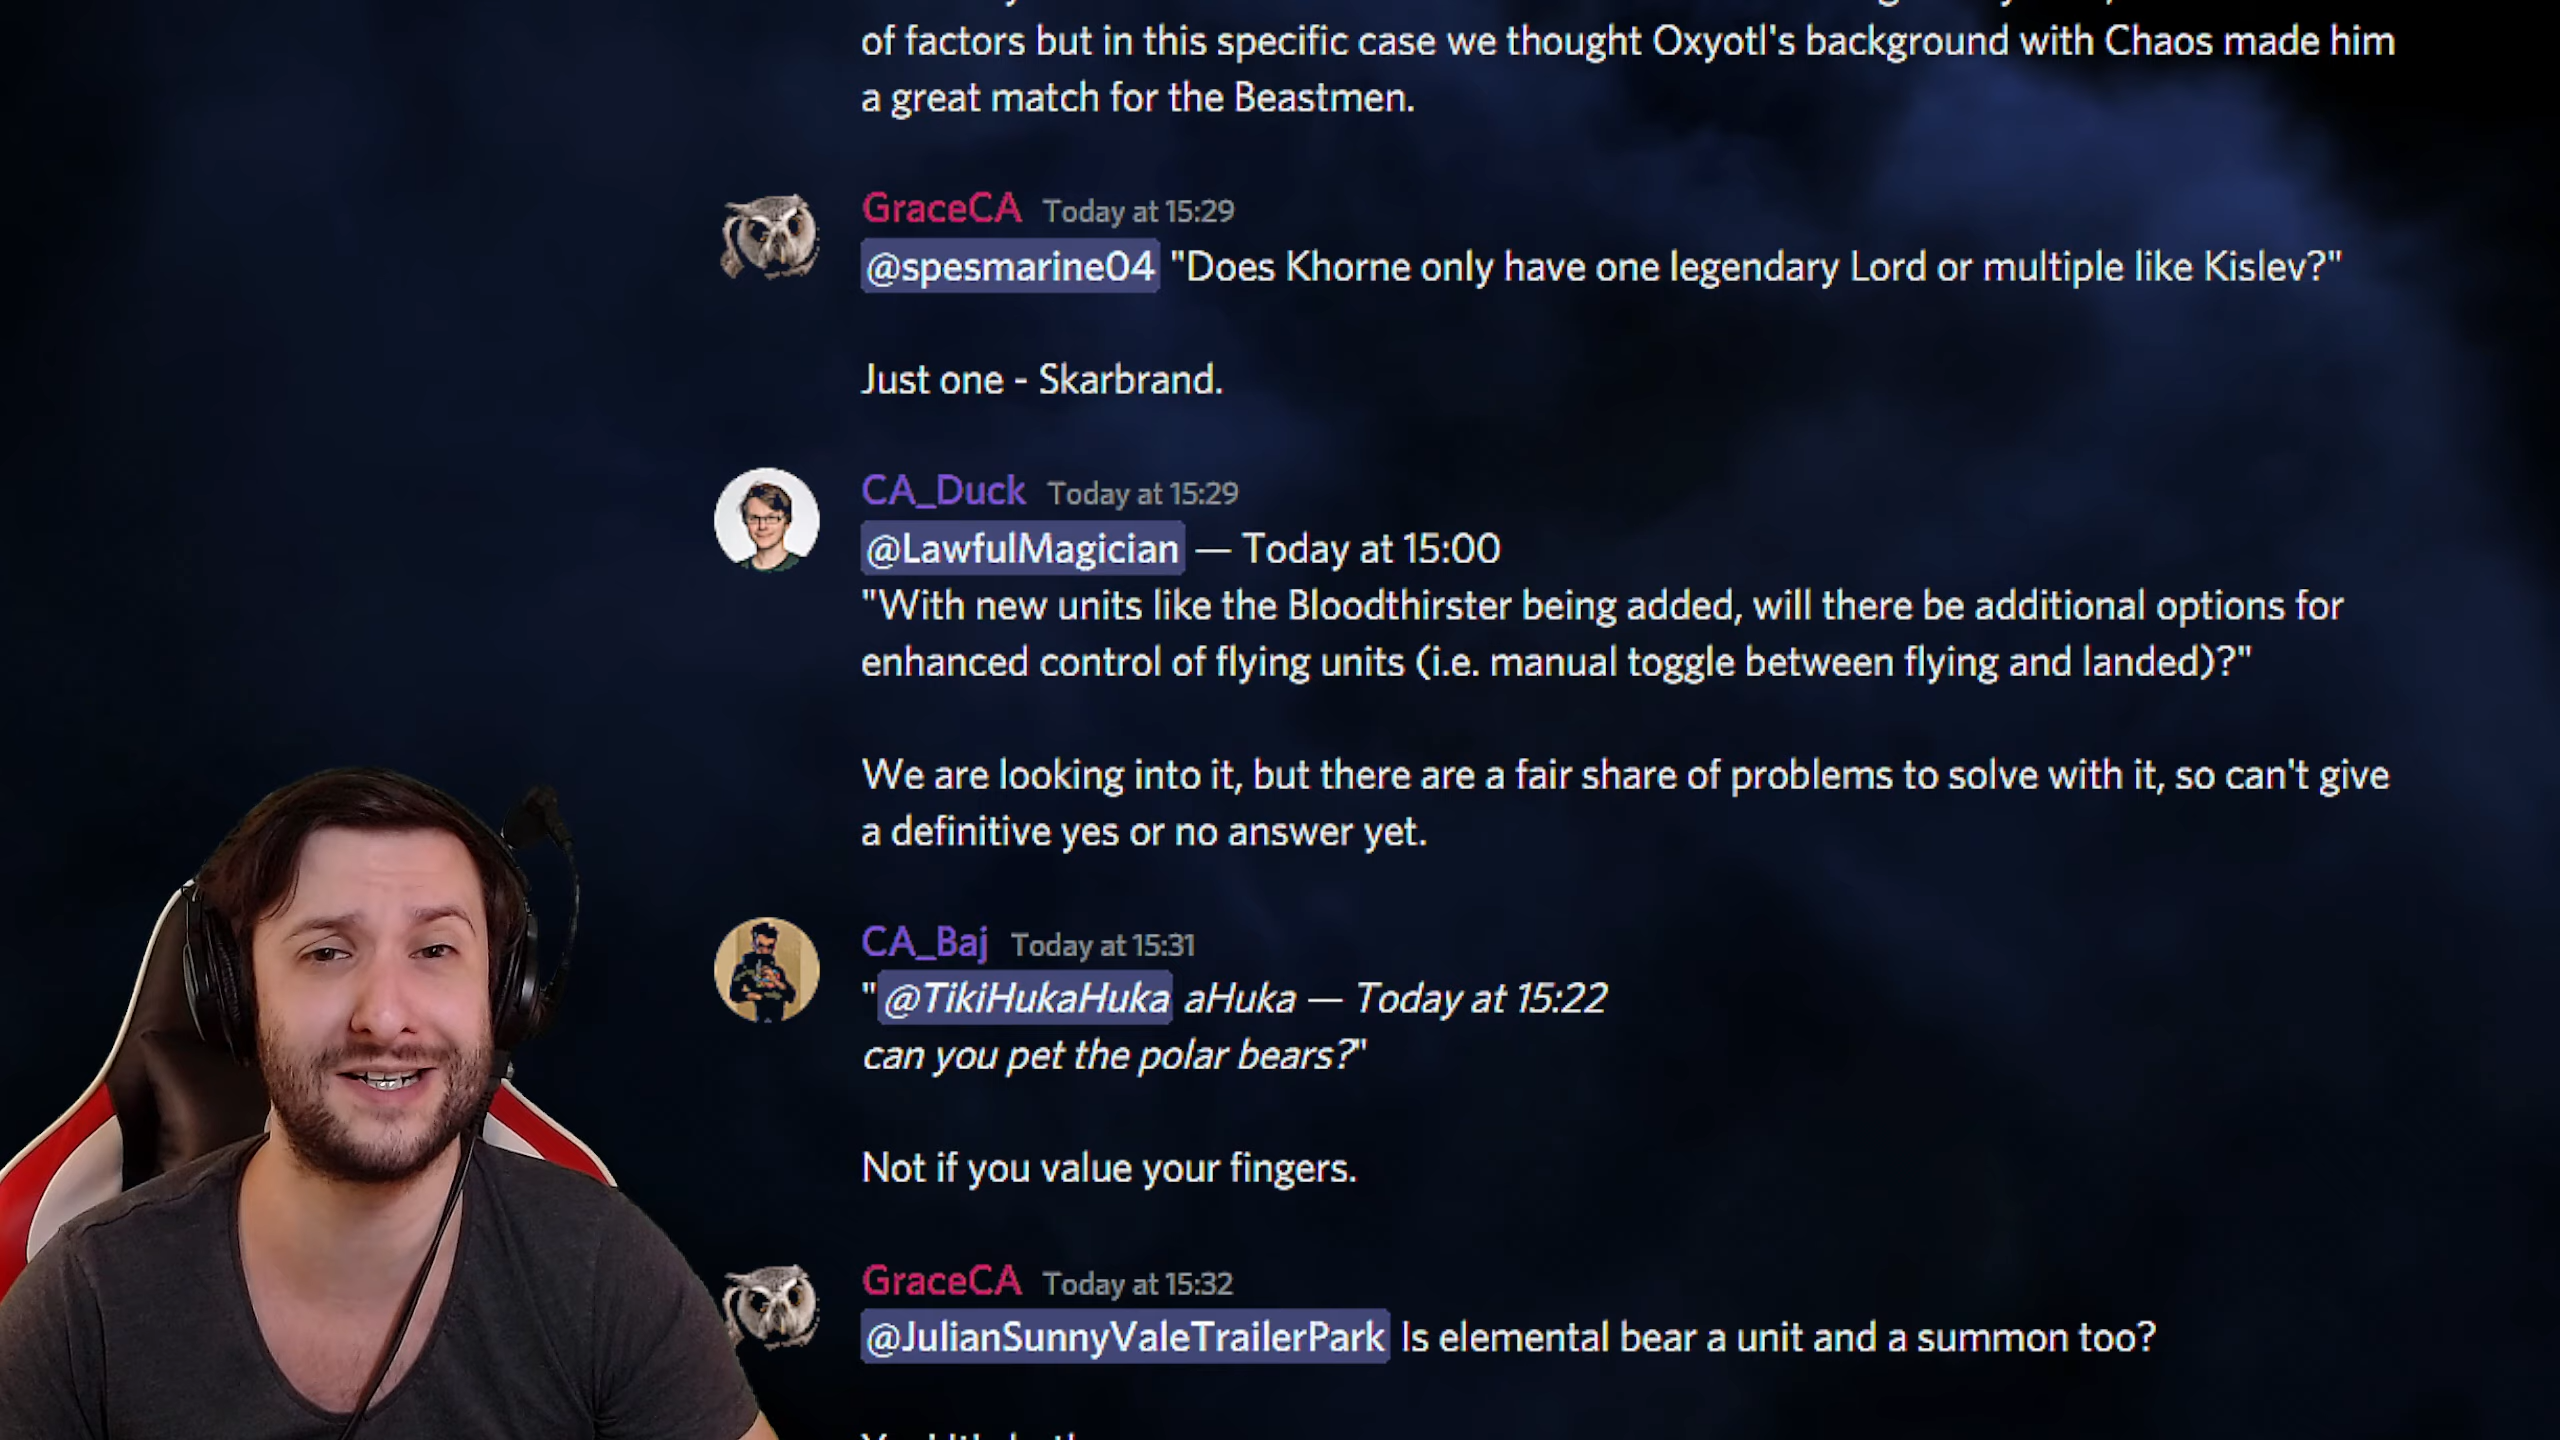 of factors but in this specific case we thought Oxyotl's background with Chaos made him
a great match for the Beastmen.
GraceCA Today at 15:29
@spesmarine04 "Does Khorne only have one legendary Lord or multiple like Kislev?"
Just one - Skarbrand.
CA_Duck Today at 15:29
@LawfulMagician — Today at 15:00
"With new units like the Bloodthirster being added, will there be additional options for
enhanced control of flying units (i.e. manual toggle between flying and landed)?"
We are looking into it, but there are a fair share of problems to solve with it, so can't give
a definitive yes or no answer yet.
CA_Baj Today at 15:31
"@TikiHukaHuka aHuka — Today at 15:22
can you pet the polar bears?"
Not if you value your fingers.
GraceCA Today at 15:32
@JulianSunnyValeTrailerPark Is elemental bear a unit and a summon too?